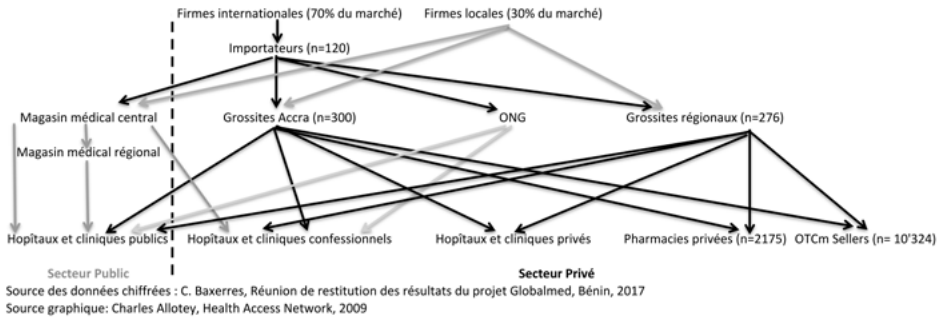 Firmes internationales (70% du marché) Firmes locales (30% du marché)
Importateurs (n=120)
Magasin médical central Grossites Accra (n=300) ONG Grossites régionaux (n=276)
Magasin médical régional
Hopîtaux et cliniques publics Hopîtaux et cliniques confessionnels Hopîtaux et cliniques privés Pharmacies privées (n=2175) OTCm Sellers (n= 10'324)
Secteur Public Secteur Privé
Source des données chiffrées : C. Baxerres, Réunion de restitution des résultats du projet Globalmed, Bénin, 2017
Source graphique: Charles Allotey, Health Access Network, 2009